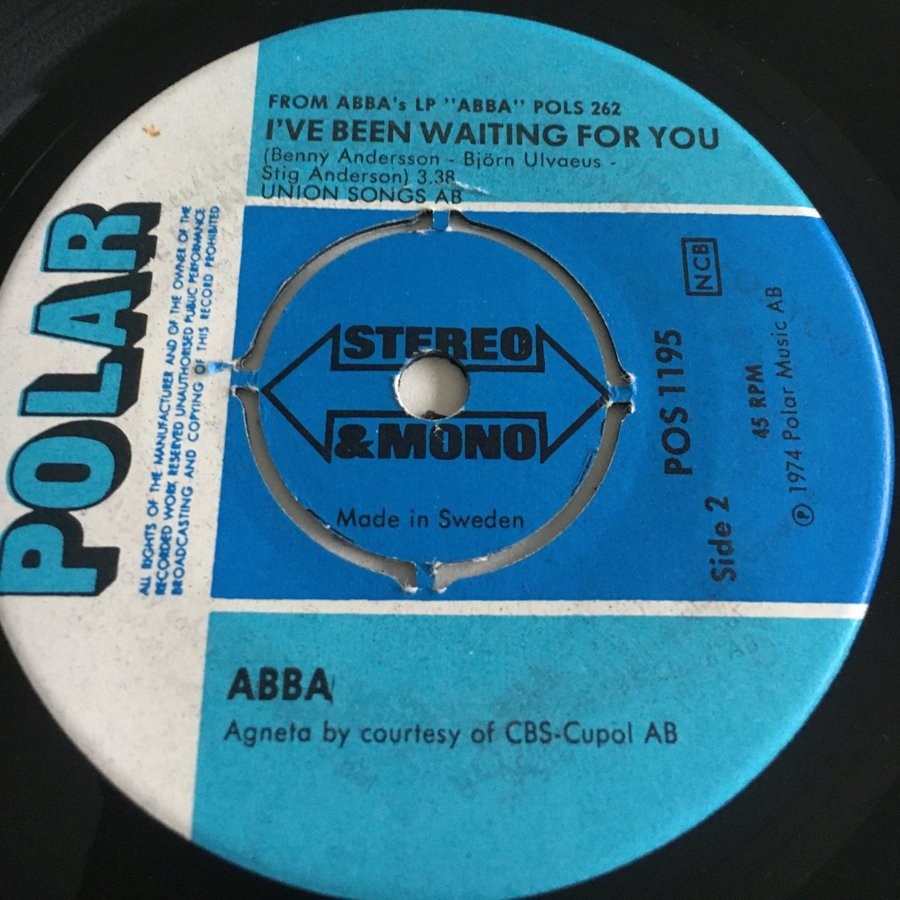 FROM ABBA's LP "ABBA" POLS 262
I'VE BEEN WAITING FOR YOU
(Benny Andersson - Björn Ulvaeus -
Stig Anderson) 3.38
UNION SONGS AB
POLAR
ALL RIGHTS OF THE MANUFACTURER AND OF THE OWNER OF THE
RECORDED WORK RESERVED UNAUTHORISED PUBLIC PERFORMANCE
BROADCASTING AND COPYING OF THIS RECORD PROHIBITED
STEREO
& MONO
Made in Sweden
NCB
POS 1195
Side 2
45 RPM
℗ 1974 Polar Music AB
ABBA
Agneta by courtesy of CBS-Cupol AB